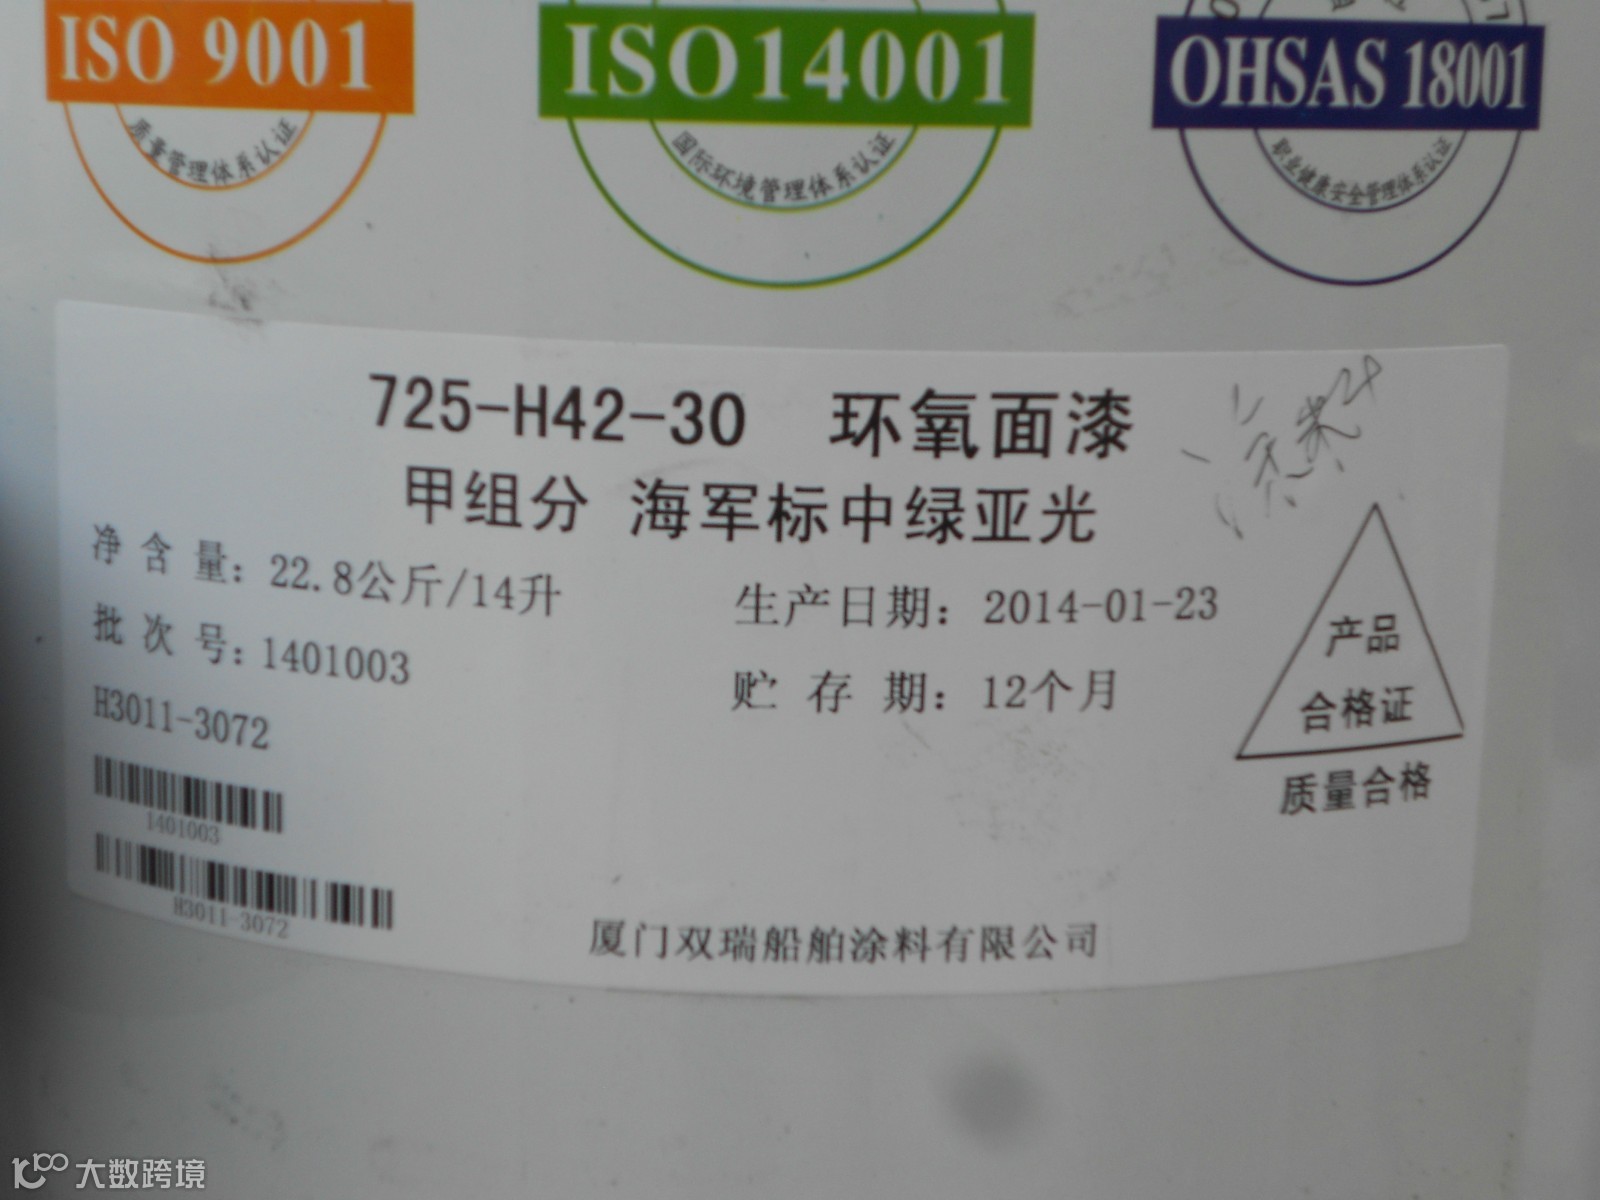 ISO 9001
质量管理体系认证
ISO14001
国际环境管理体系认证
OHSAS 18001
职业健康安全管理体系认证
725-H42-30 环氧面漆
甲组分 海军标中绿亚光
净含量：22.8公斤/14升
生产日期：2014-01-23
批次号：1401003
贮存期：12个月
H3011-3072
1401003
H3011-3072
产品
合格证
质量合格
厦门双瑞船舶涂料有限公司
大数跨境